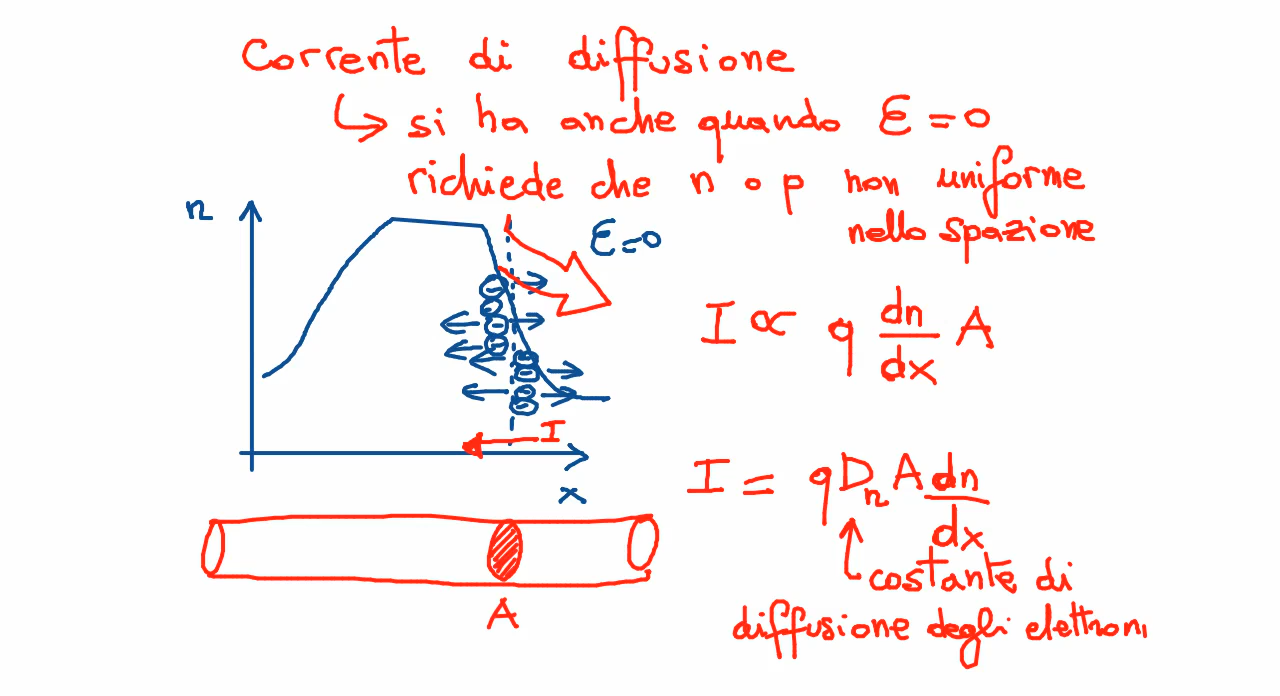 Corrente di diffusione
↳ si ha anche quando ℰ = 0
richiede che n o p non uniforme
nello spazione
n
ℰ=0
I ∝ q dn/dx A
I
x
I = q Dn A dn/dx
costante di
diffusione degli elettroni
A